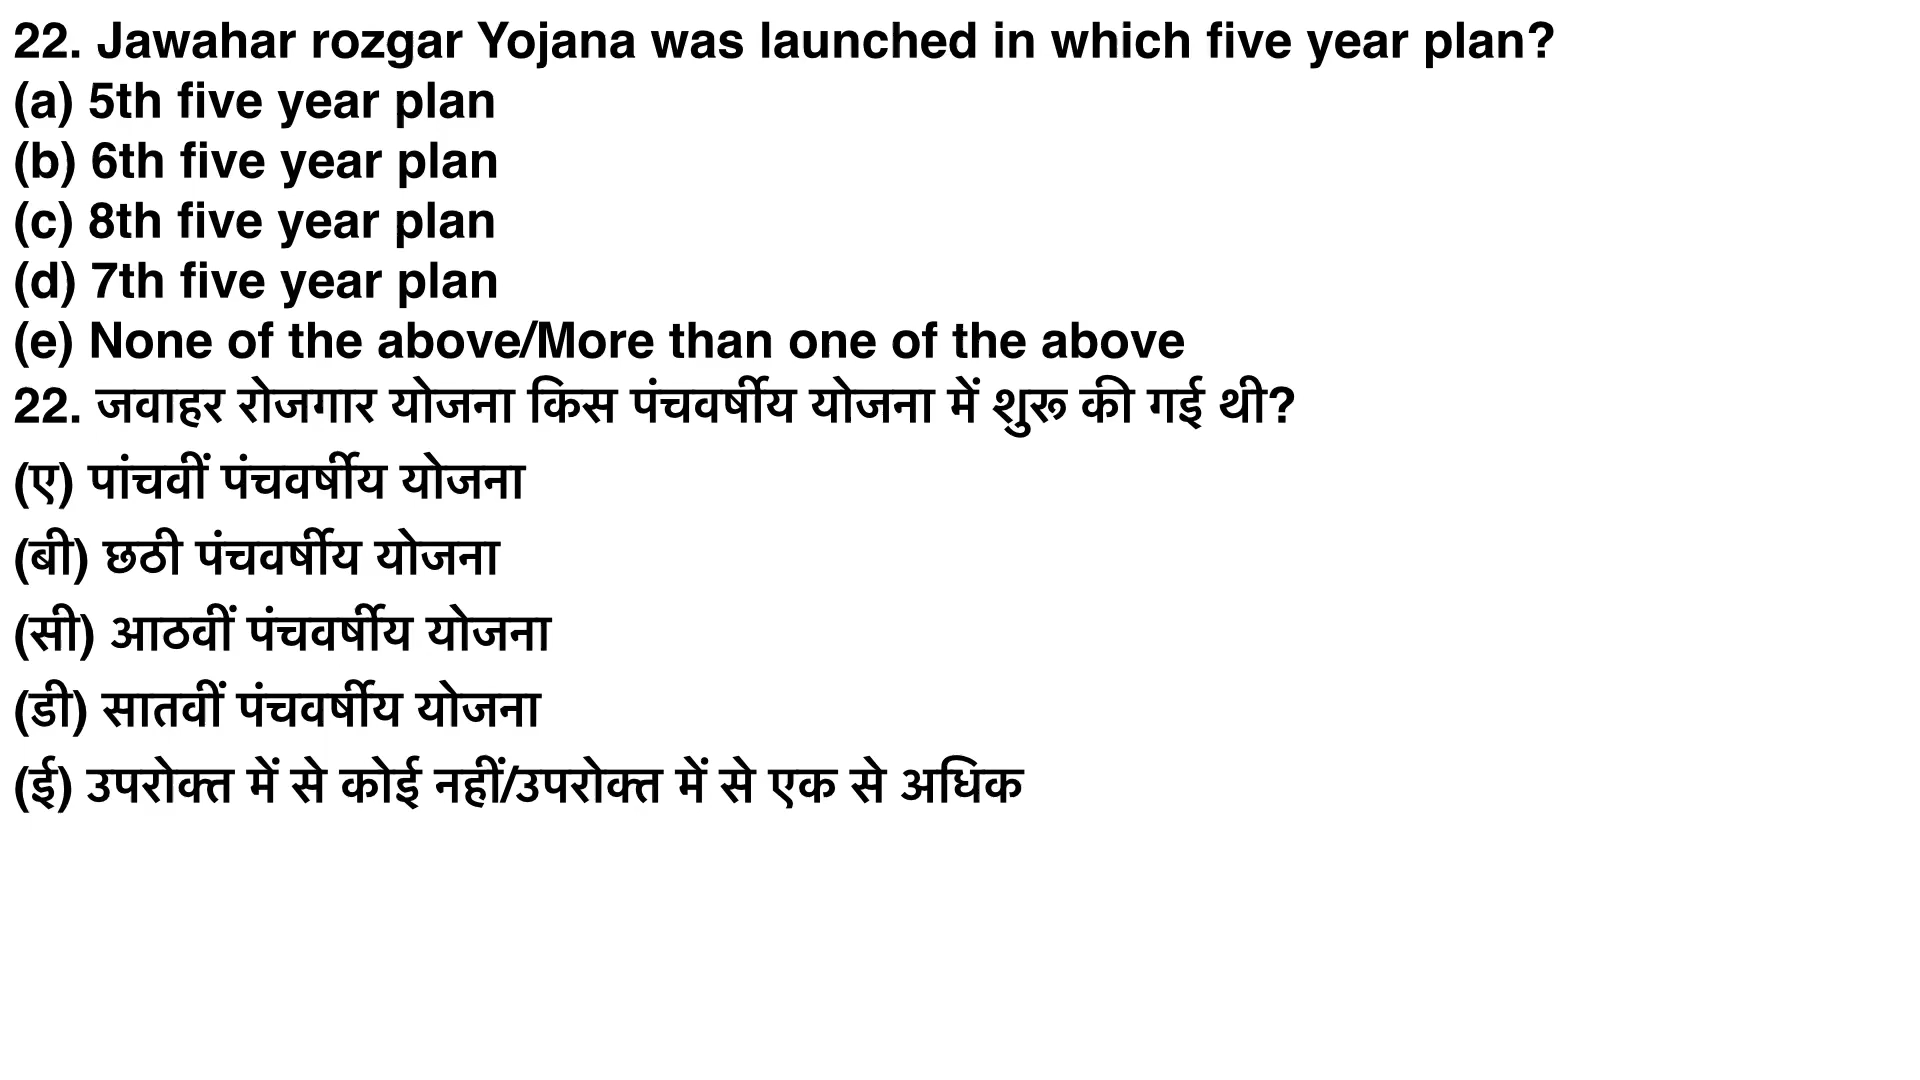 22. Jawahar rozgar Yojana was launched in which five year plan?
(a) 5th five year plan
(b) 6th five year plan
(c) 8th five year plan
(d) 7th five year plan
(e) None of the above/More than one of the above
22. जवाहर रोजगार योजना किस पंचवर्षीय योजना में शुरू की गई थी?
(ए) पांचवीं पंचवर्षीय योजना
(बी) छठी पंचवर्षीय योजना
(सी) आठवीं पंचवर्षीय योजना
(डी) सातवीं पंचवर्षीय योजना
(ई) उपरोक्त में से कोई नहीं/उपरोक्त में से एक से अधिक